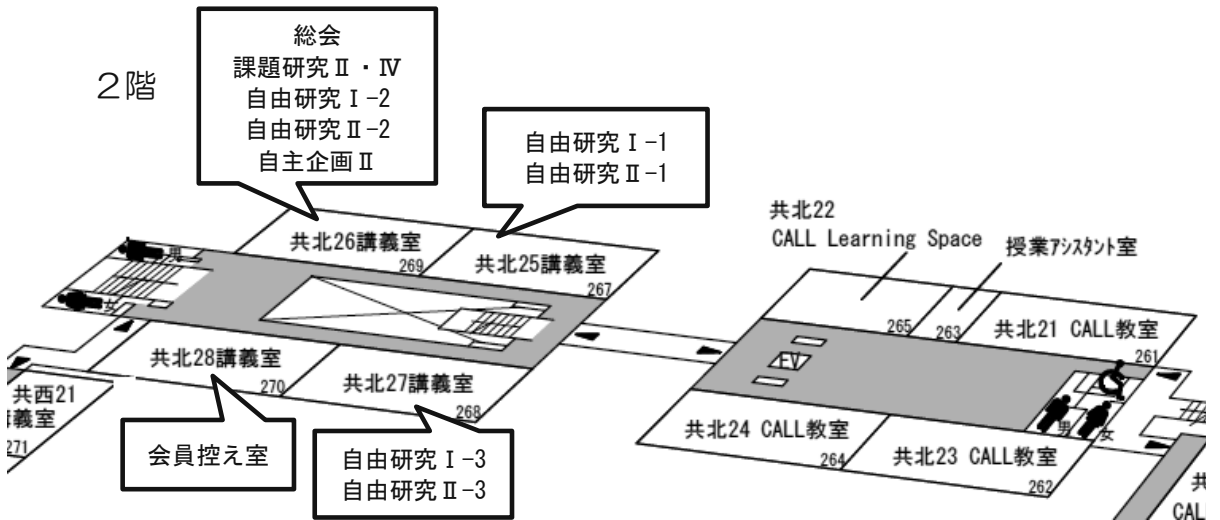 2階
総会
課題研究Ⅱ・Ⅳ
自由研究Ⅰ-2
自由研究Ⅱ-2
自主企画Ⅱ
自由研究Ⅰ-1
自由研究Ⅱ-1
共北26講義室
269
共北25講義室
267
男
女
共北28講義室
270
共北27講義室
268
共西21
講義室
271
会員控え室
自由研究Ⅰ-3
自由研究Ⅱ-3
共北22
CALL Learning Space
授業アシスタント室
265
263
共北21 CALL教室
261
EV
共北24 CALL教室
264
共北23 CALL教室
262
男
女
共
CALL